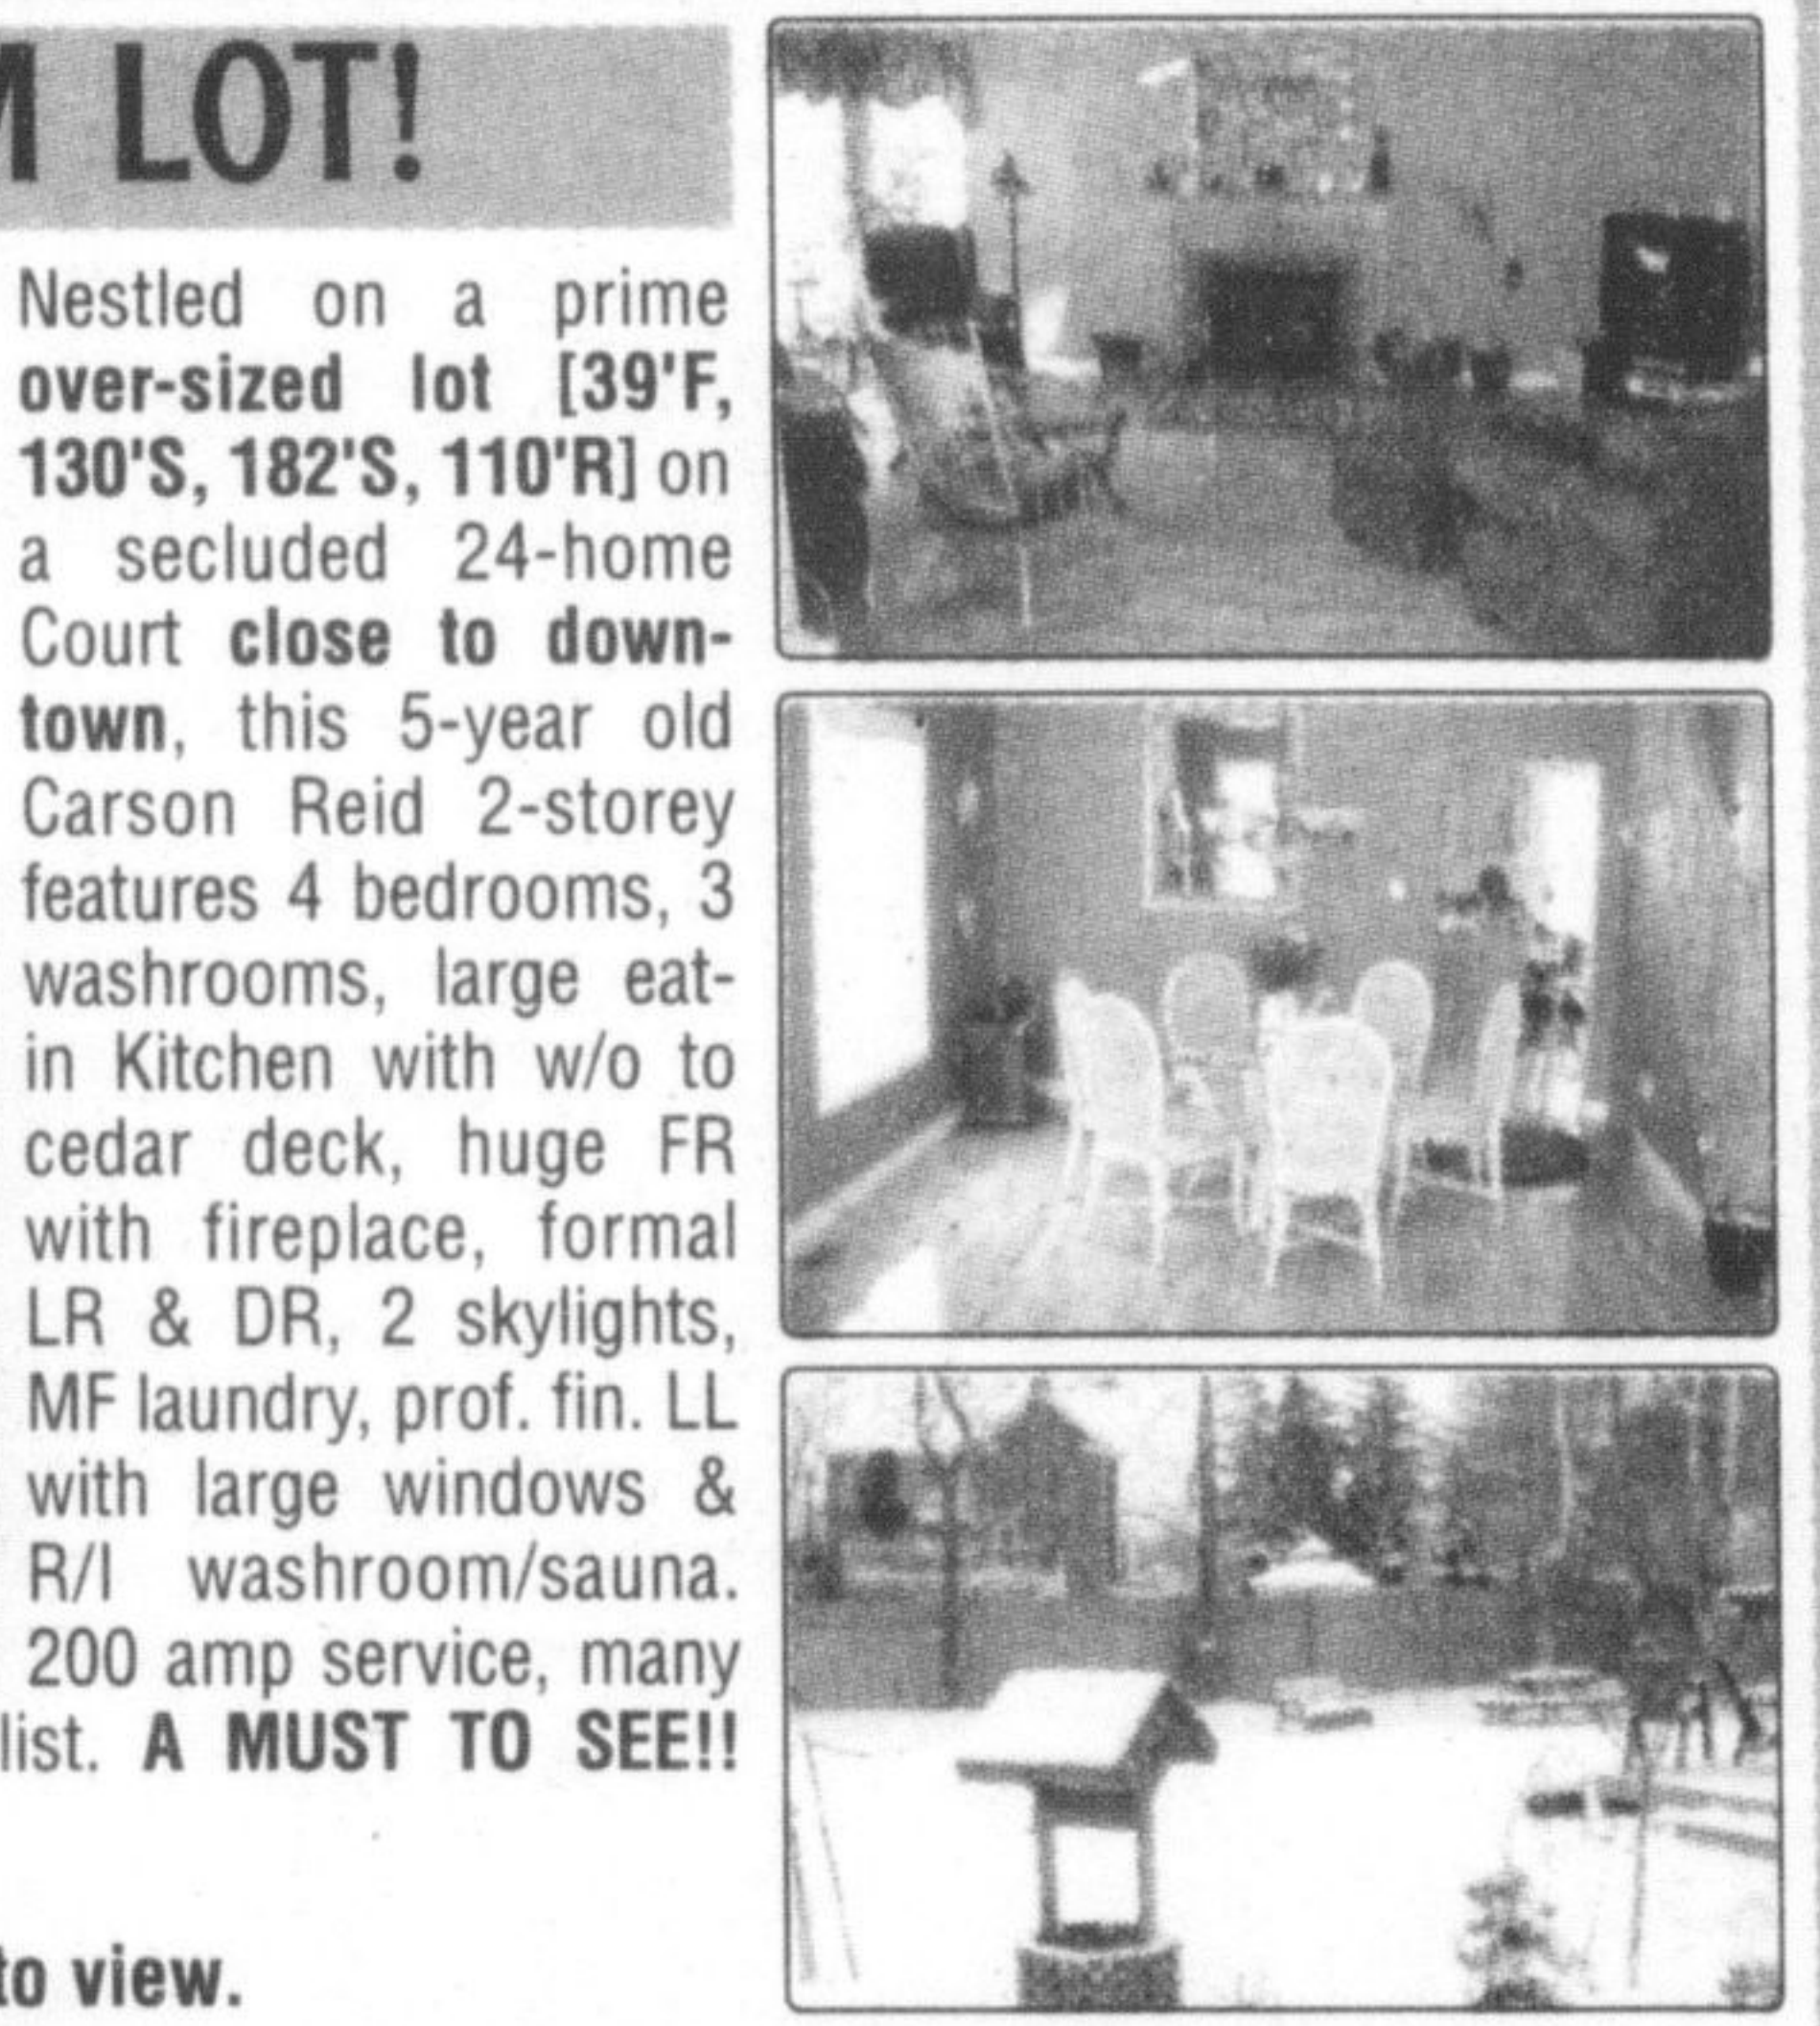 M LOT!
Nestled on a prime
over-sized lot [39'F,
130'S, 182'S, 110'R] on
a secluded 24-home
Court close to down-
town, this 5-year old
Carson Reid 2-storey
features 4 bedrooms, 3
washrooms, large eat-
in Kitchen with w/o to
cedar deck, huge FR
with fireplace, formal
LR & DR, 2 skylights,
MF laundry, prof. fin. LL
with large windows &
R/I washroom/sauna.
200 amp service, many
list. A MUST TO SEE!!
to view.